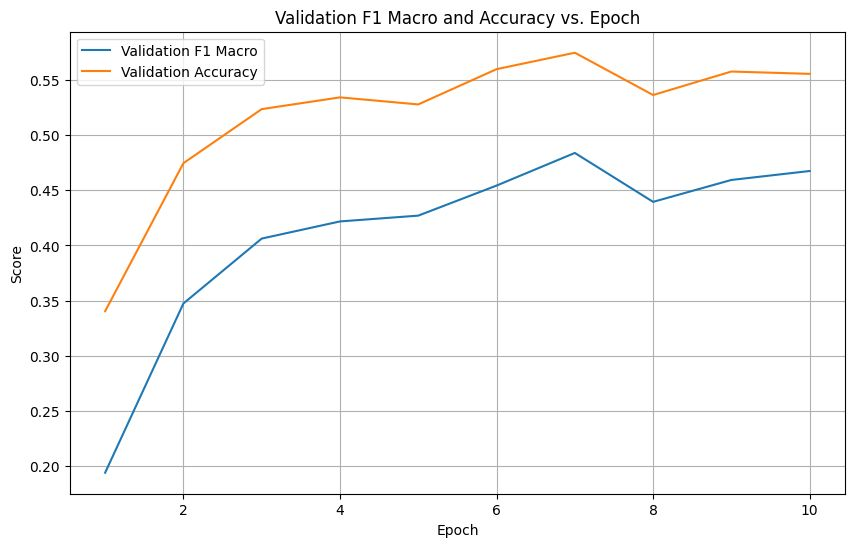 Validation F1 Macro and Accuracy vs. Epoch
Validation F1 Macro
Validation Accuracy
0.55
0.50
0.45
0.40
0.35
0.30
0.25
0.20
Score
2 4 6 8 10
Epoch